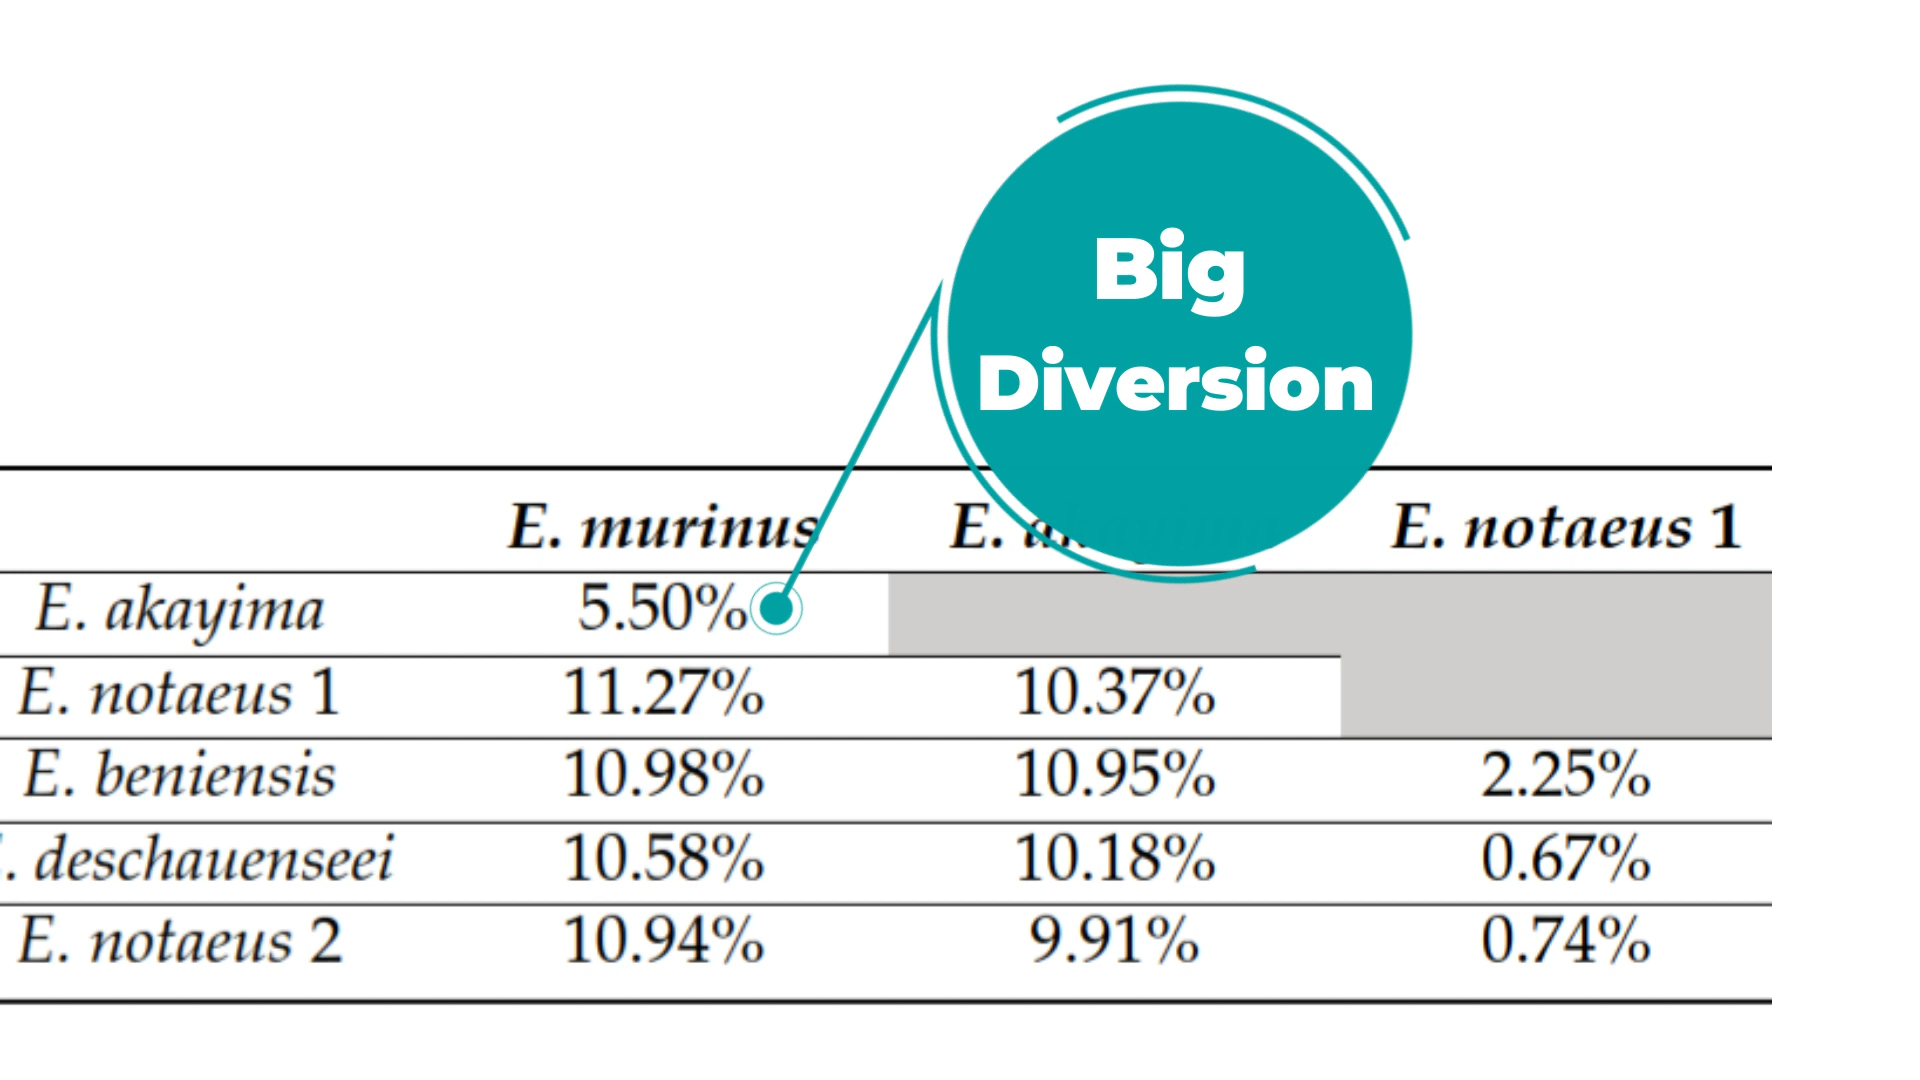 Big
Diversion
E. murinus E. E. notaeus 1
E. akayima 5.50%
E. notaeus 1 11.27% 10.37%
E. beniensis 10.98% 10.95% 2.25%
. deschauenseei 10.58% 10.18% 0.67%
E. notaeus 2 10.94% 9.91% 0.74%